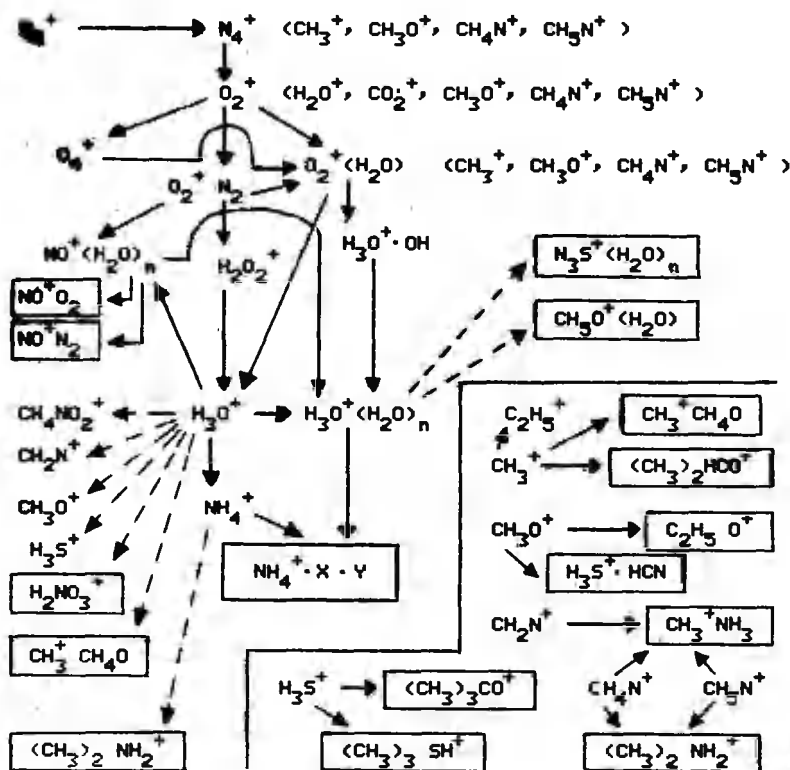 N₄⁺ (CH₃⁺, CH₃O⁺, CH₄N⁺, CH₅N⁺ )
O₂⁺ (H₂O⁺, CO₂⁺, CH₃O⁺, CH₄N⁺, CH₅N⁺)
O₄⁺ O₂⁺(H₂O) (CH₃⁺, CH₃O⁺, CH₄N⁺, CH₅N⁺ )
O₂⁺ N₂
H₃O⁺·OH
NO⁺(H₂O)ₙ H₂O₂⁺ N₃S⁺(H₂O)ₙ
NO⁺O₂ CH₅O⁺(H₂O)
NO⁺N₂
CH₄NO₂⁺ H₃O⁺ H₃O⁺(H₂O)ₙ C₂H₅⁺ CH₃⁺CH₄O
CH₂N⁺ CH₃⁺ (CH₃)₂HCO⁺
CH₃O⁺ NH₄⁺ CH₃O⁺ C₂H₅ O⁺
H₃S⁺
H₂NO₃⁺ NH₄⁺·X·Y H₃S⁺·HCN
CH₃⁺ CH₄O CH₂N⁺ CH₃⁺NH₃
H₃S⁺ (CH₃)₃CO⁺ CH₄N⁺ CH₅N⁺
(CH₃)₂ NH₂⁺ (CH₃)₃ SH⁺ (CH₃)₂ NH₂⁺